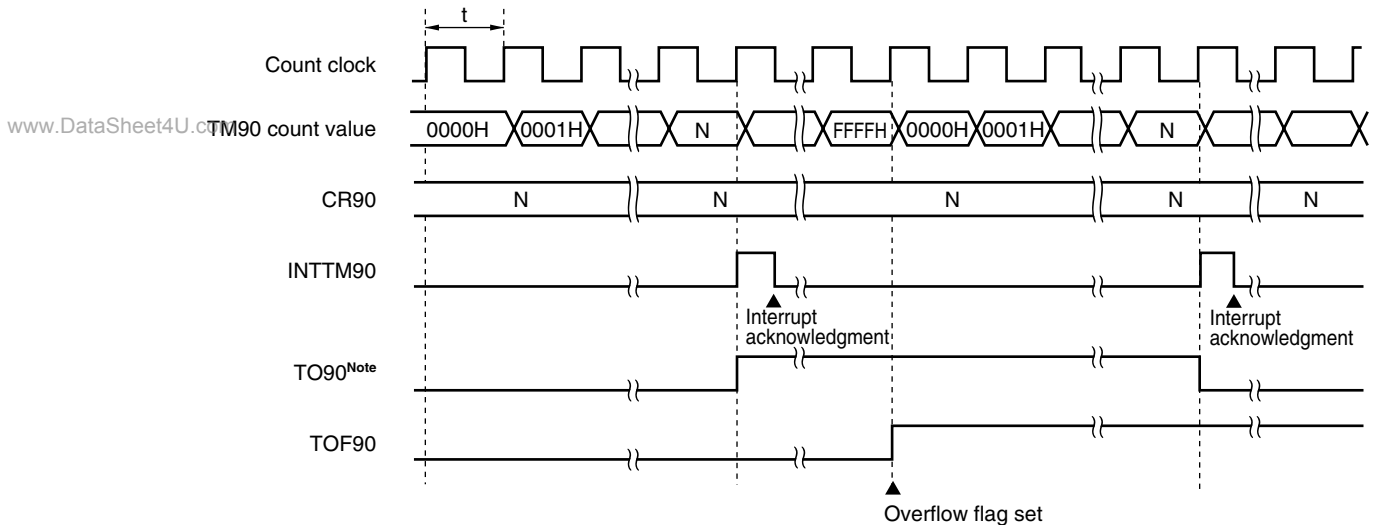 t
Count clock
www.DataSheet4U.com
TM90 count value
0000H 0001H N FFFFH 0000H 0001H N
CR90
N N N N N
INTTM90
Interrupt
acknowledgment
Interrupt
acknowledgment
TO90Note
TOF90
Overflow flag set